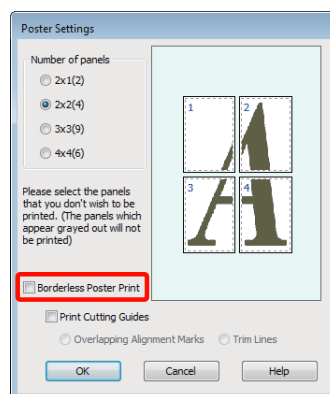 Poster Settings
Number of panels
2x1(2)
2x2(4)
3x3(9)
4x4(6)
1
2
3
4
Please select the panels
that you don't wish to be
printed. (The panels which
appear grayed out will not
be printed)
Borderless Poster Print
Print Cutting Guides
Overlapping Alignment Marks
Trim Lines
OK
Cancel
Help